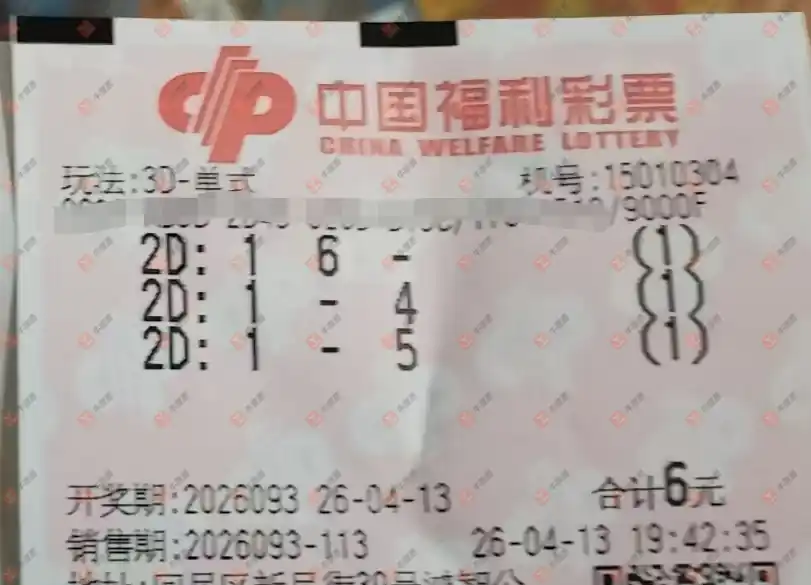 中国福利彩票
CHINA WELFARE LOTTERY
玩法:3D-单式 机号:15010304
/9000F
2D: 1 6 - (1)
2D: 1 - 4 (1)
2D: 1 - 5 (1)
开奖期:2026093 26-04-13 合计6元
销售期:2026093-113 26-04-13 19:42:35